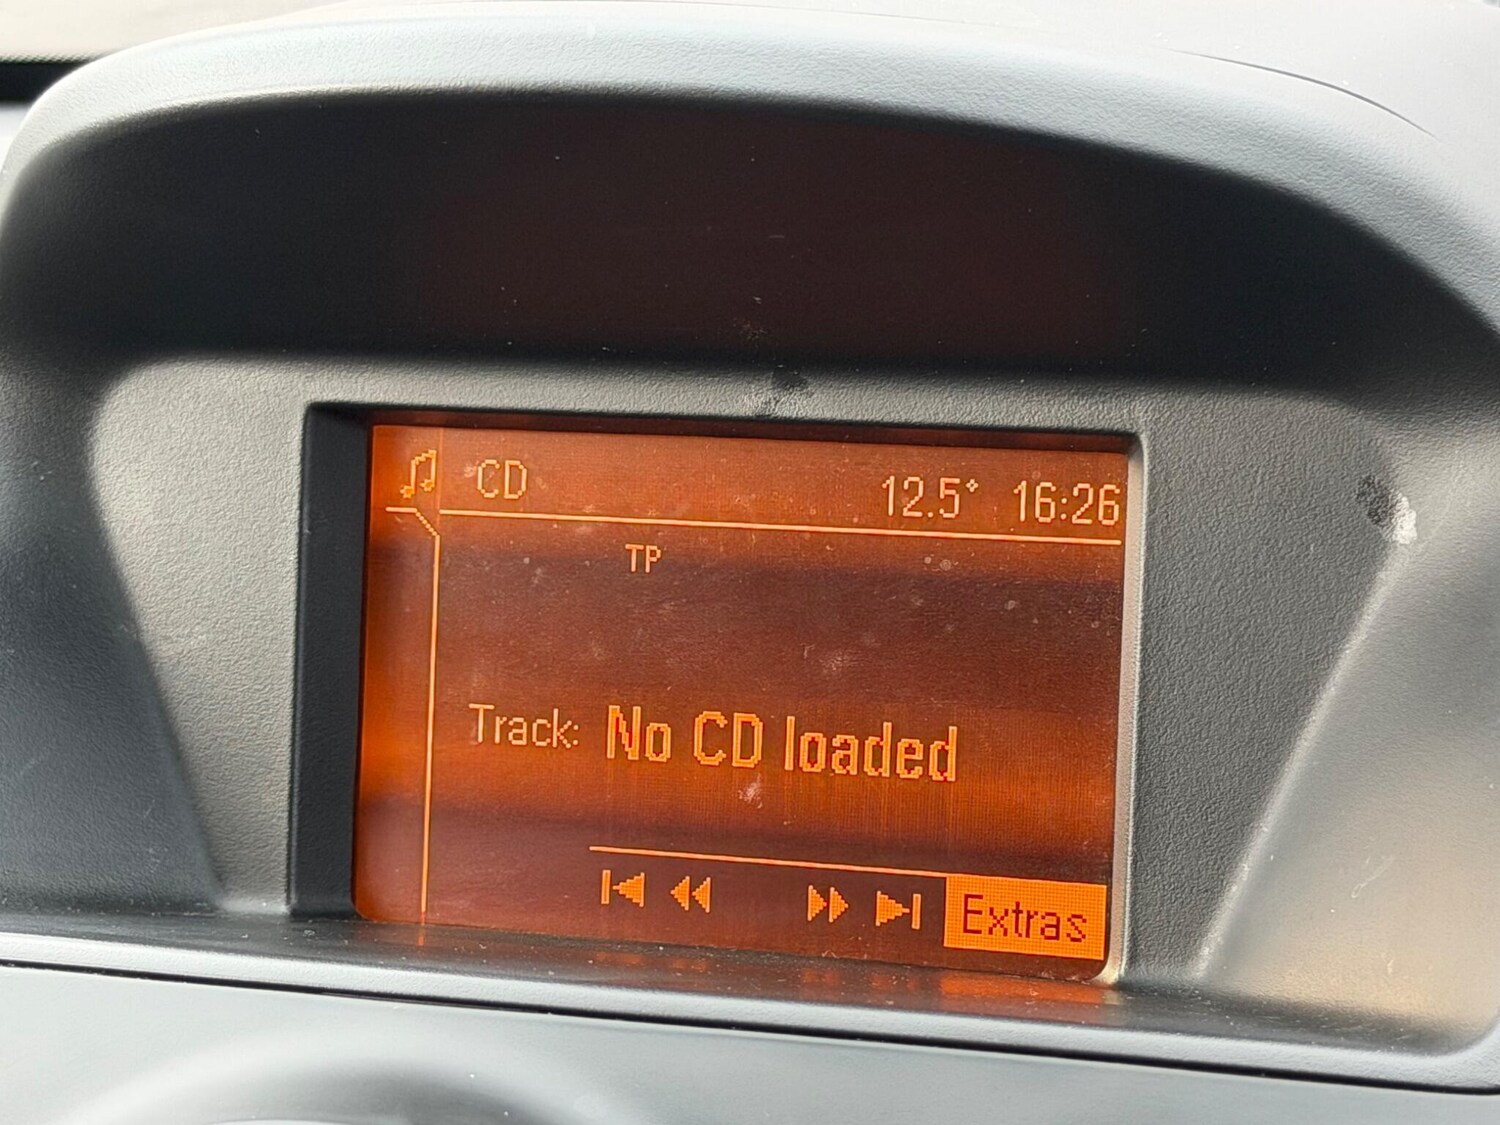 CD 12.5° 16:26
TP
Track: No CD loaded
Extras